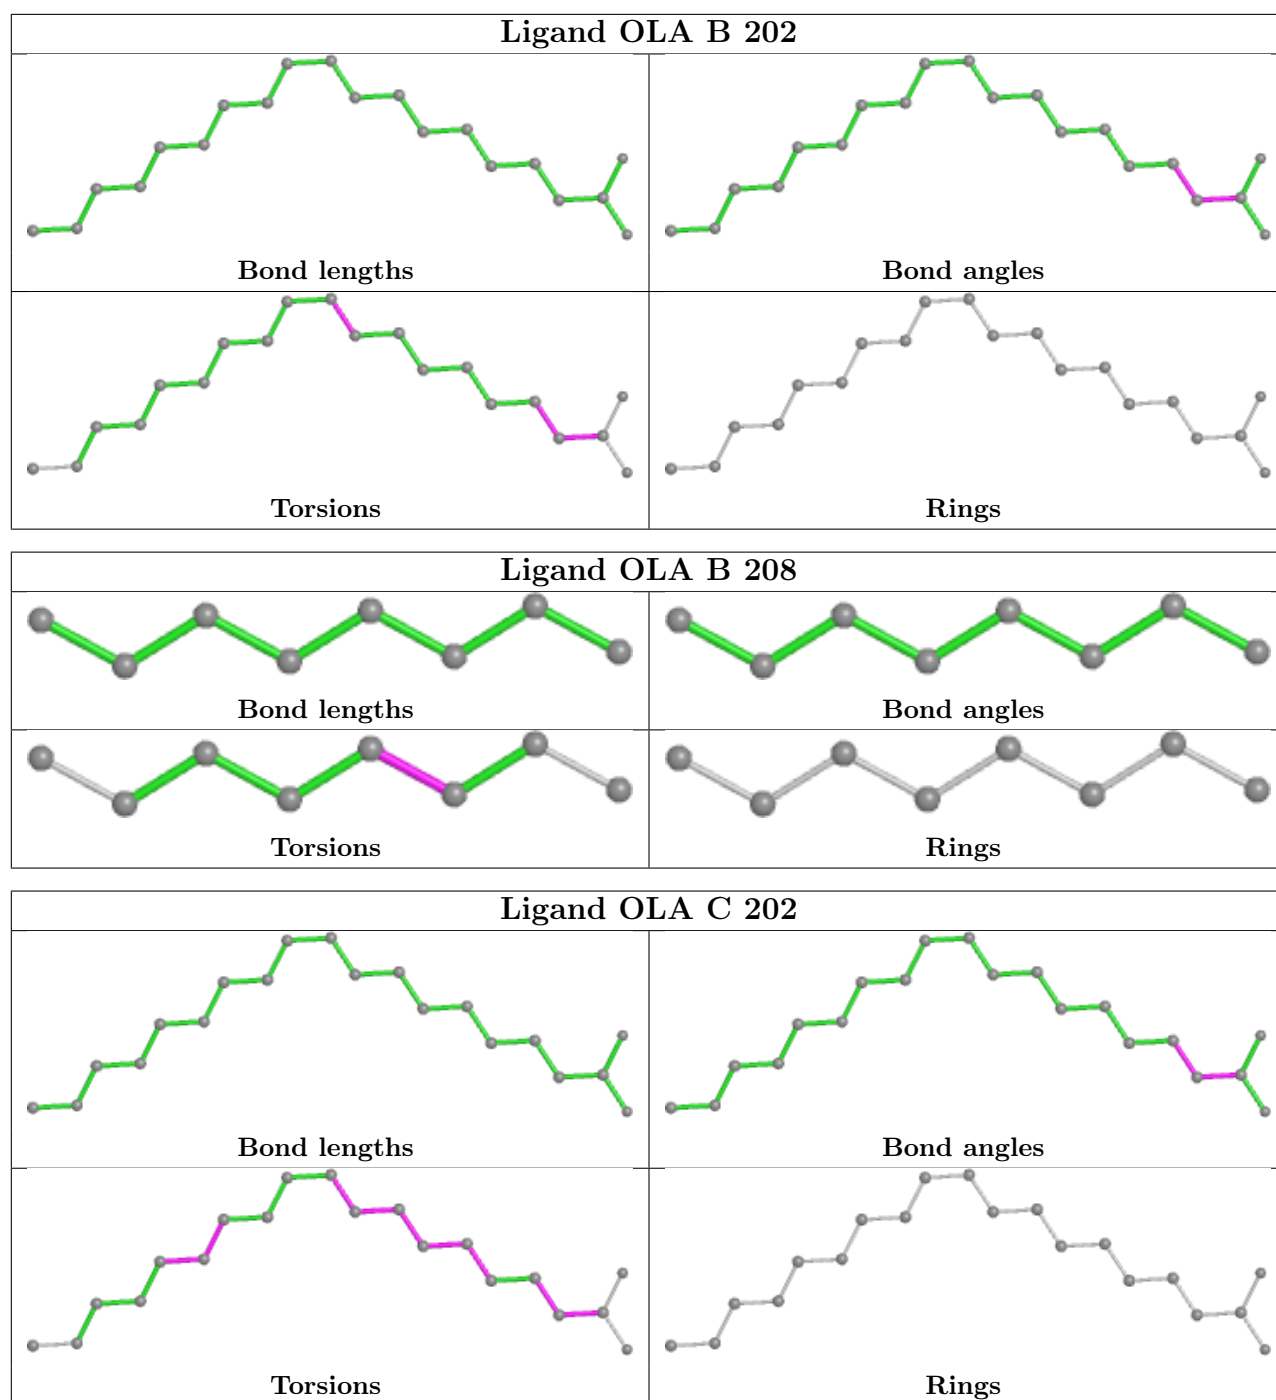 Ligand OLA B 202
Bond lengths
Bond angles
Torsions
Rings
Ligand OLA B 208
Bond lengths
Bond angles
Torsions
Rings
Ligand OLA C 202
Bond lengths
Bond angles
Torsions
Rings